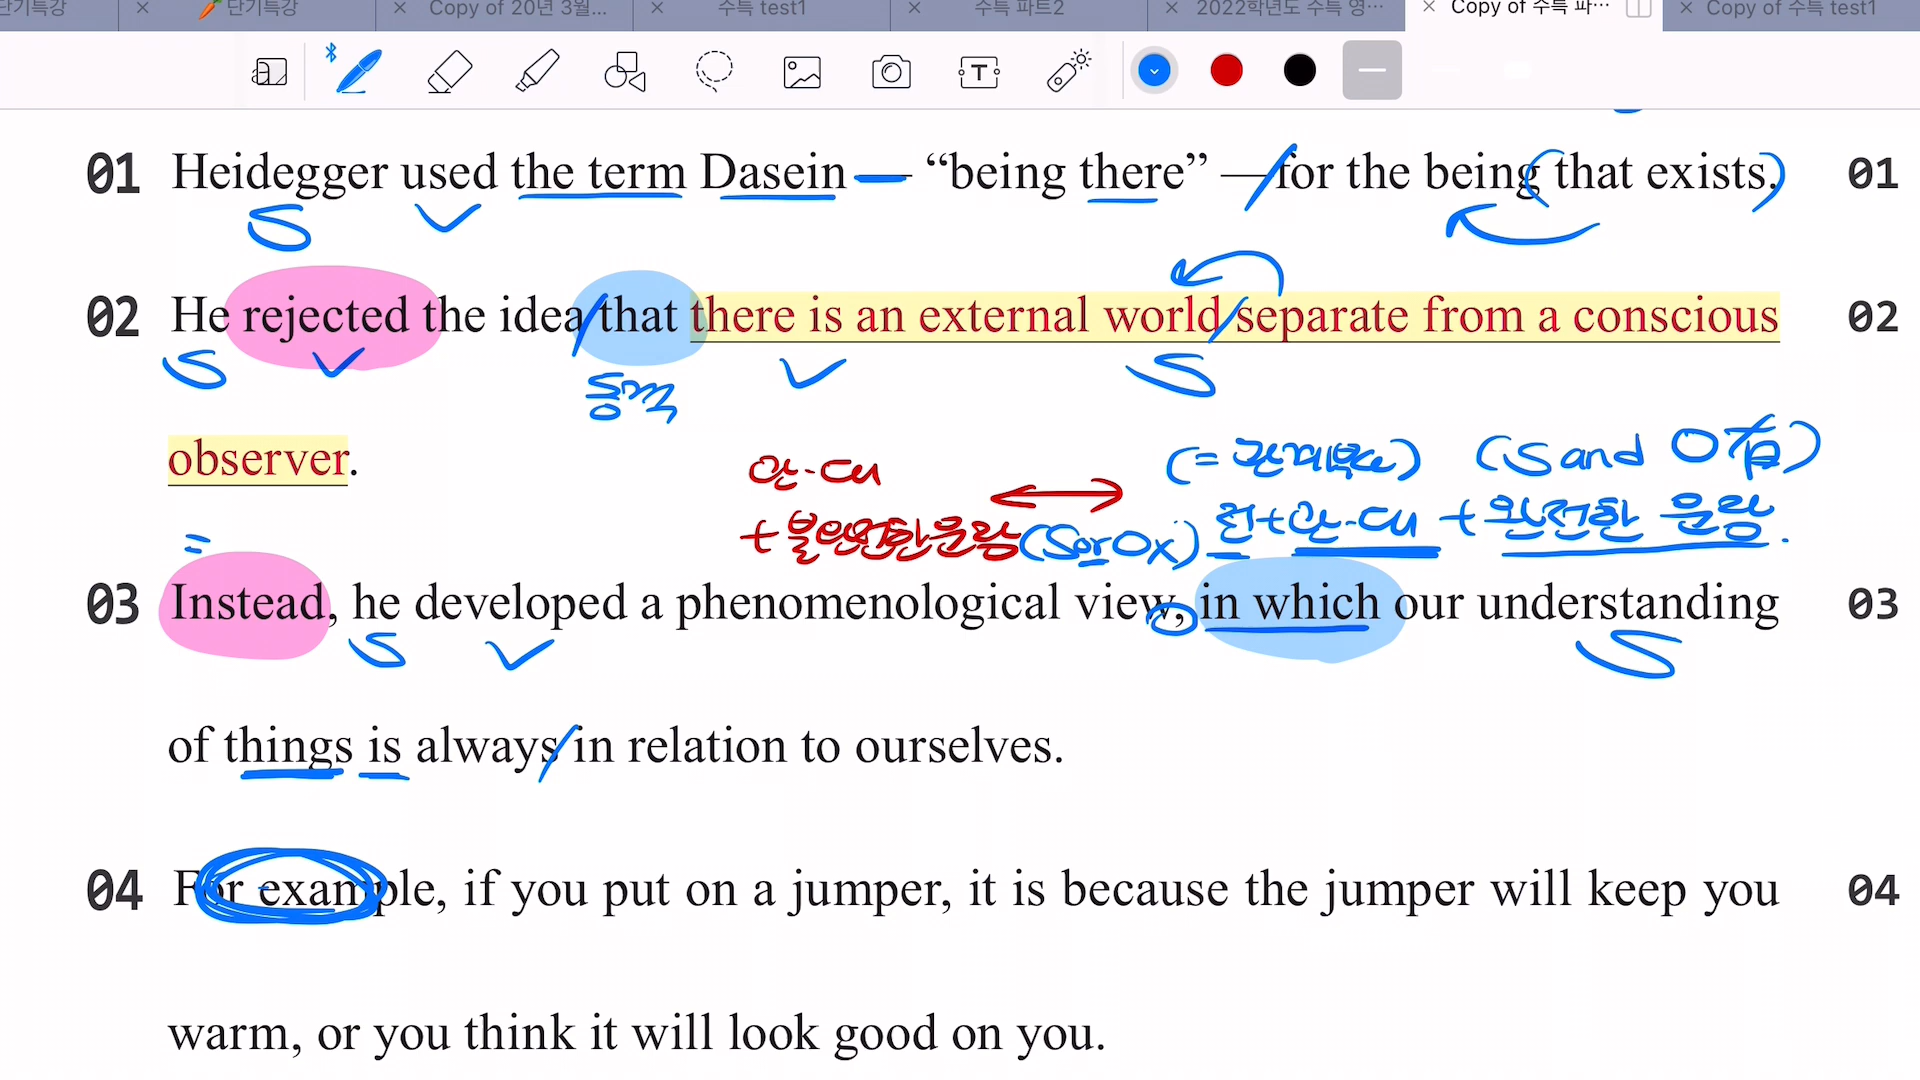 단기특강
× 🥕단기특강
× Copy of 20년 3월...
× 수특 test1
× 수특 파트2
× 2022학년도 수특 영...
× Copy of 수특 파...
× Copy of 수특 test1
T
01 Heidegger used the term Dasein — “being there” — for the being that exists. 01
S
02 He rejected the idea that there is an external world separate from a conscious 02
S S
동격
observer.
(= 관계부사) (S and O 有)
관·대 전+관·대 + 완전한 문장.
+ 불완전한문장 (S or O X)
=
03 Instead, he developed a phenomenological view, in which our understanding 03
S S
of things is always in relation to ourselves.
04 For example, if you put on a jumper, it is because the jumper will keep you 04
warm, or you think it will look good on you.